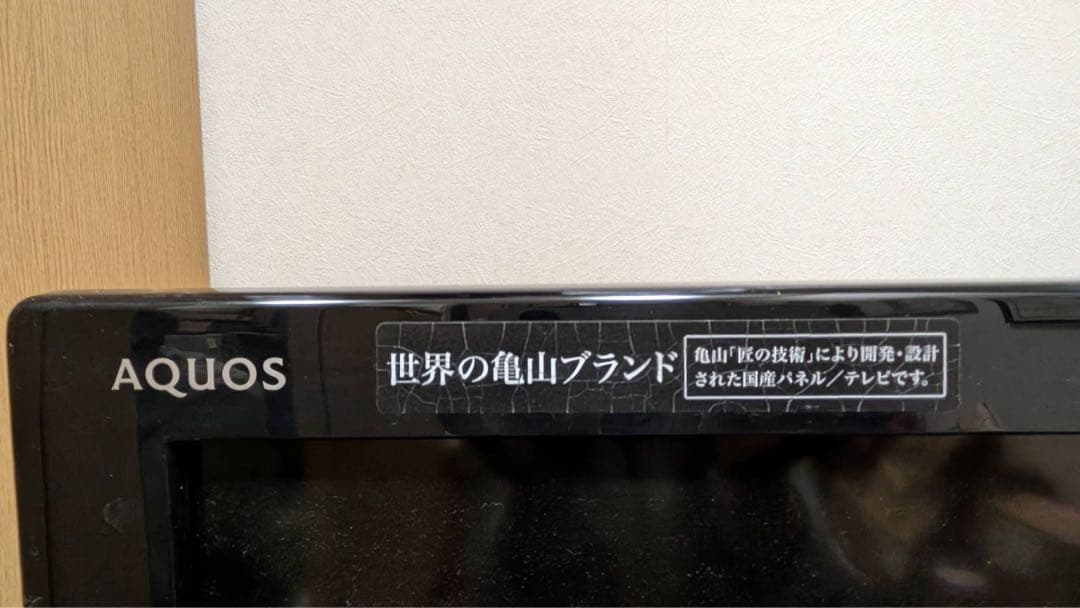 AQUOS
世界の亀山ブランド
亀山「匠の技術」により開発・設計
された国産パネル／テレビです。